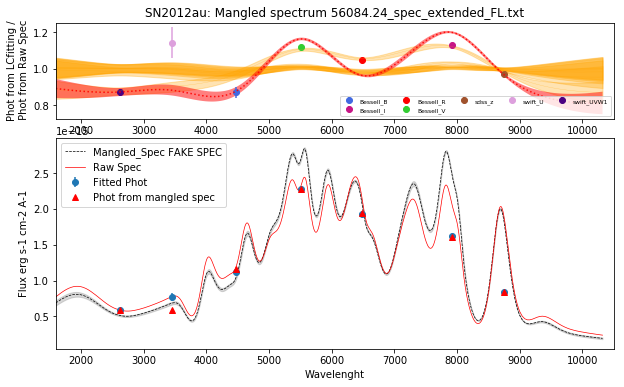 SN2012au: Mangled spectrum 56084.24_spec_extended_FL.txt
Phot from LCfitting /
Phot from Raw Spec
1.2
1.0
0.8
Bessell_B
Bessell_I
Bessell_R
Bessell_V
sdss_z
swift_U
swift_UVW1
2000 3000 4000 5000 6000 7000 8000 9000 10000
Mangled_Spec FAKE SPEC
Raw Spec
Fitted Phot
Phot from mangled spec
Flux erg s-1 cm-2 A-1
2.5
2.0
1.5
1.0
0.5
2000 3000 4000 5000 6000 7000 8000 9000 10000
Wavelenght